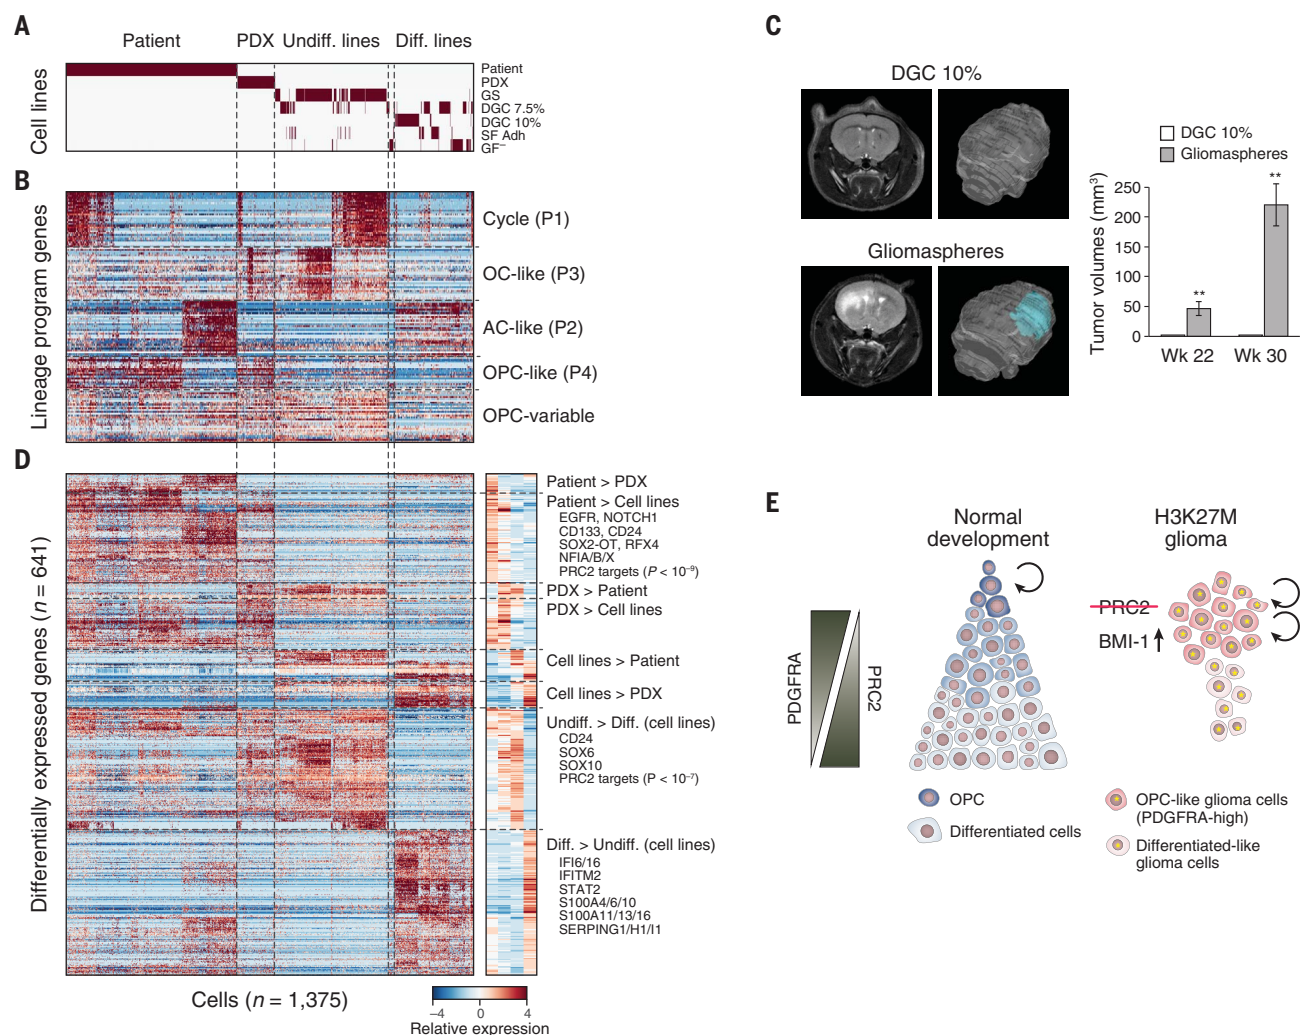 A
Patient PDX Undiff. lines Diff. lines
Cell lines
Patient
PDX
GS
DGC 7.5%
DGC 10%
SF Adh
GF–
B
Lineage program genes
Cycle (P1)
OC-like (P3)
AC-like (P2)
OPC-like (P4)
OPC-variable
C
DGC 10%
Gliomaspheres
DGC 10%
Gliomaspheres
Tumor volumes (mm³)
250
200
150
100
50
0
**
**
Wk 22 Wk 30
D
Differentially expressed genes (n = 641)
Patient > PDX
Patient > Cell lines
EGFR, NOTCH1
CD133, CD24
SOX2-OT, RFX4
NFIA/B/X
PRC2 targets (P < 10⁻⁹)
PDX > Patient
PDX > Cell lines
Cell lines > Patient
Cell lines > PDX
Undiff. > Diff. (cell lines)
CD24
SOX6
SOX10
PRC2 targets (P < 10⁻⁷)
Diff. > Undiff. (cell lines)
IFI6/16
IFITM2
STAT2
S100A4/6/10
S100A11/13/16
SERPING1/H1/I1
Cells (n = 1,375)
–4 0 4
Relative expression
E
Normal
development
H3K27M
glioma
PDGFRA
PRC2
PRC2
BMI-1
OPC
Differentiated cells
OPC-like glioma cells
(PDGFRA-high)
Differentiated-like
glioma cells